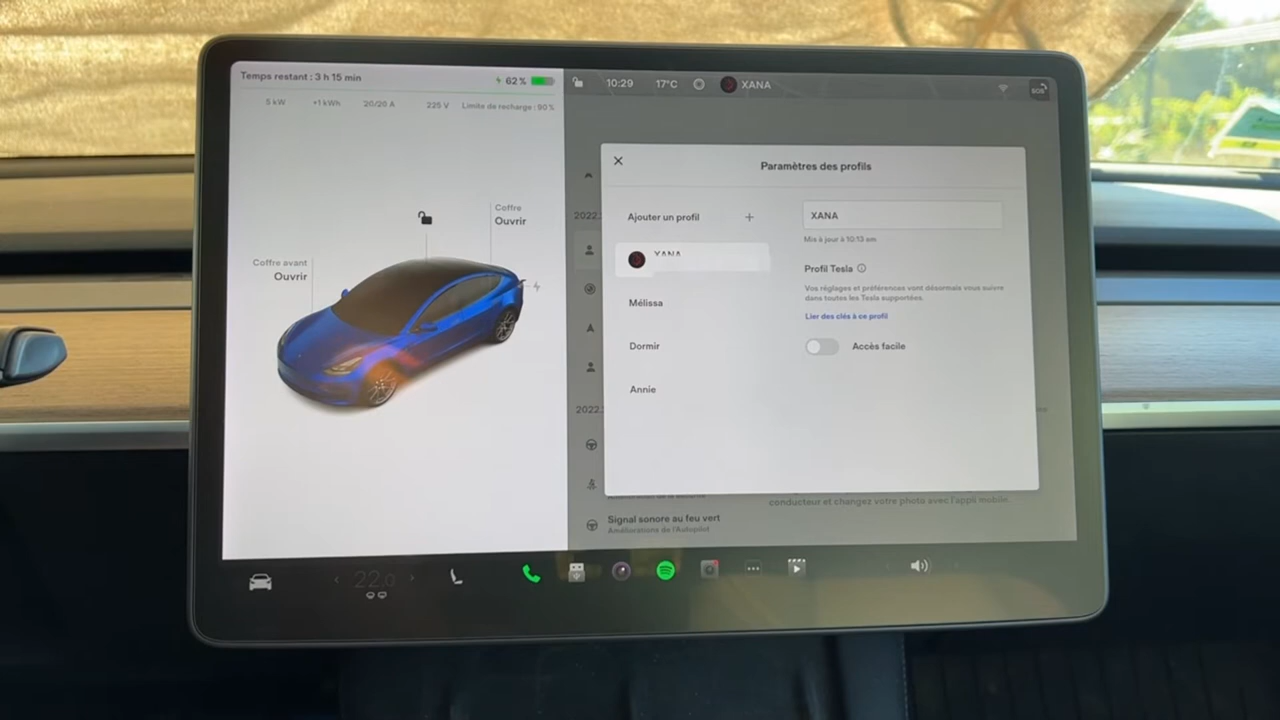 Temps restant : 3 h 15 min
62 %
10:29
17°C
XANA
SOS
5 kW
+1 kWh
20/20 A
225 V
Limite de recharge : 90 %
Paramètres des profils
Ajouter un profil
XANA
Mis à jour à 10:13 am
XANA
Profil Tesla
Vos réglages et préférences vont désormais vous suivre
dans toutes les Tesla supportées.
Lier des clés à ce profil
Accès facile
Mélissa
Dormir
Annie
Coffre
Ouvrir
Coffre avant
Ouvrir
2022.
2022.
conducteur et changez votre photo avec l'appli mobile.
Signal sonore au feu vert
Améliorations de l'Autopilot
22.0